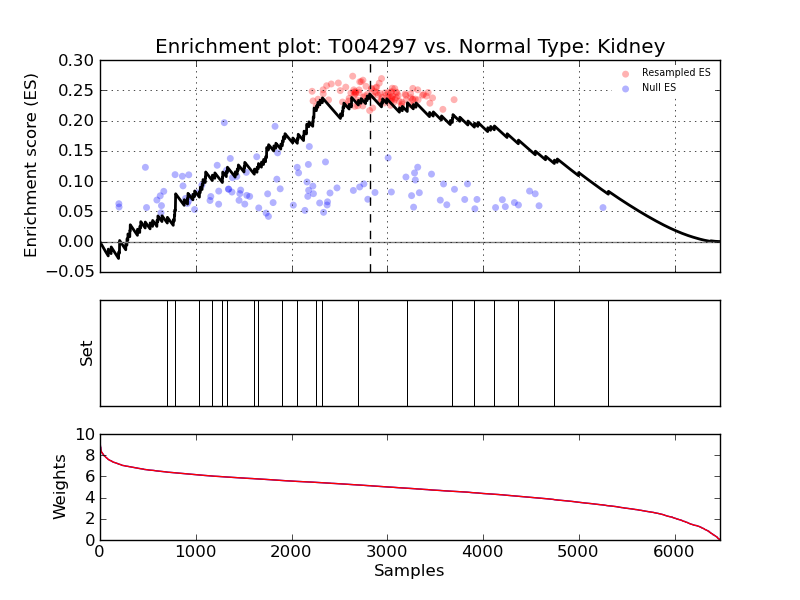 Enrichment plot: T004297 vs. Normal Type: Kidney
Enrichment score (ES)
0.30
0.25
0.20
0.15
0.10
0.05
0.00
−0.05
Resampled ES
Null ES
Set
Weights
10
8
6
4
2
0
0 1000 2000 3000 4000 5000 6000
Samples